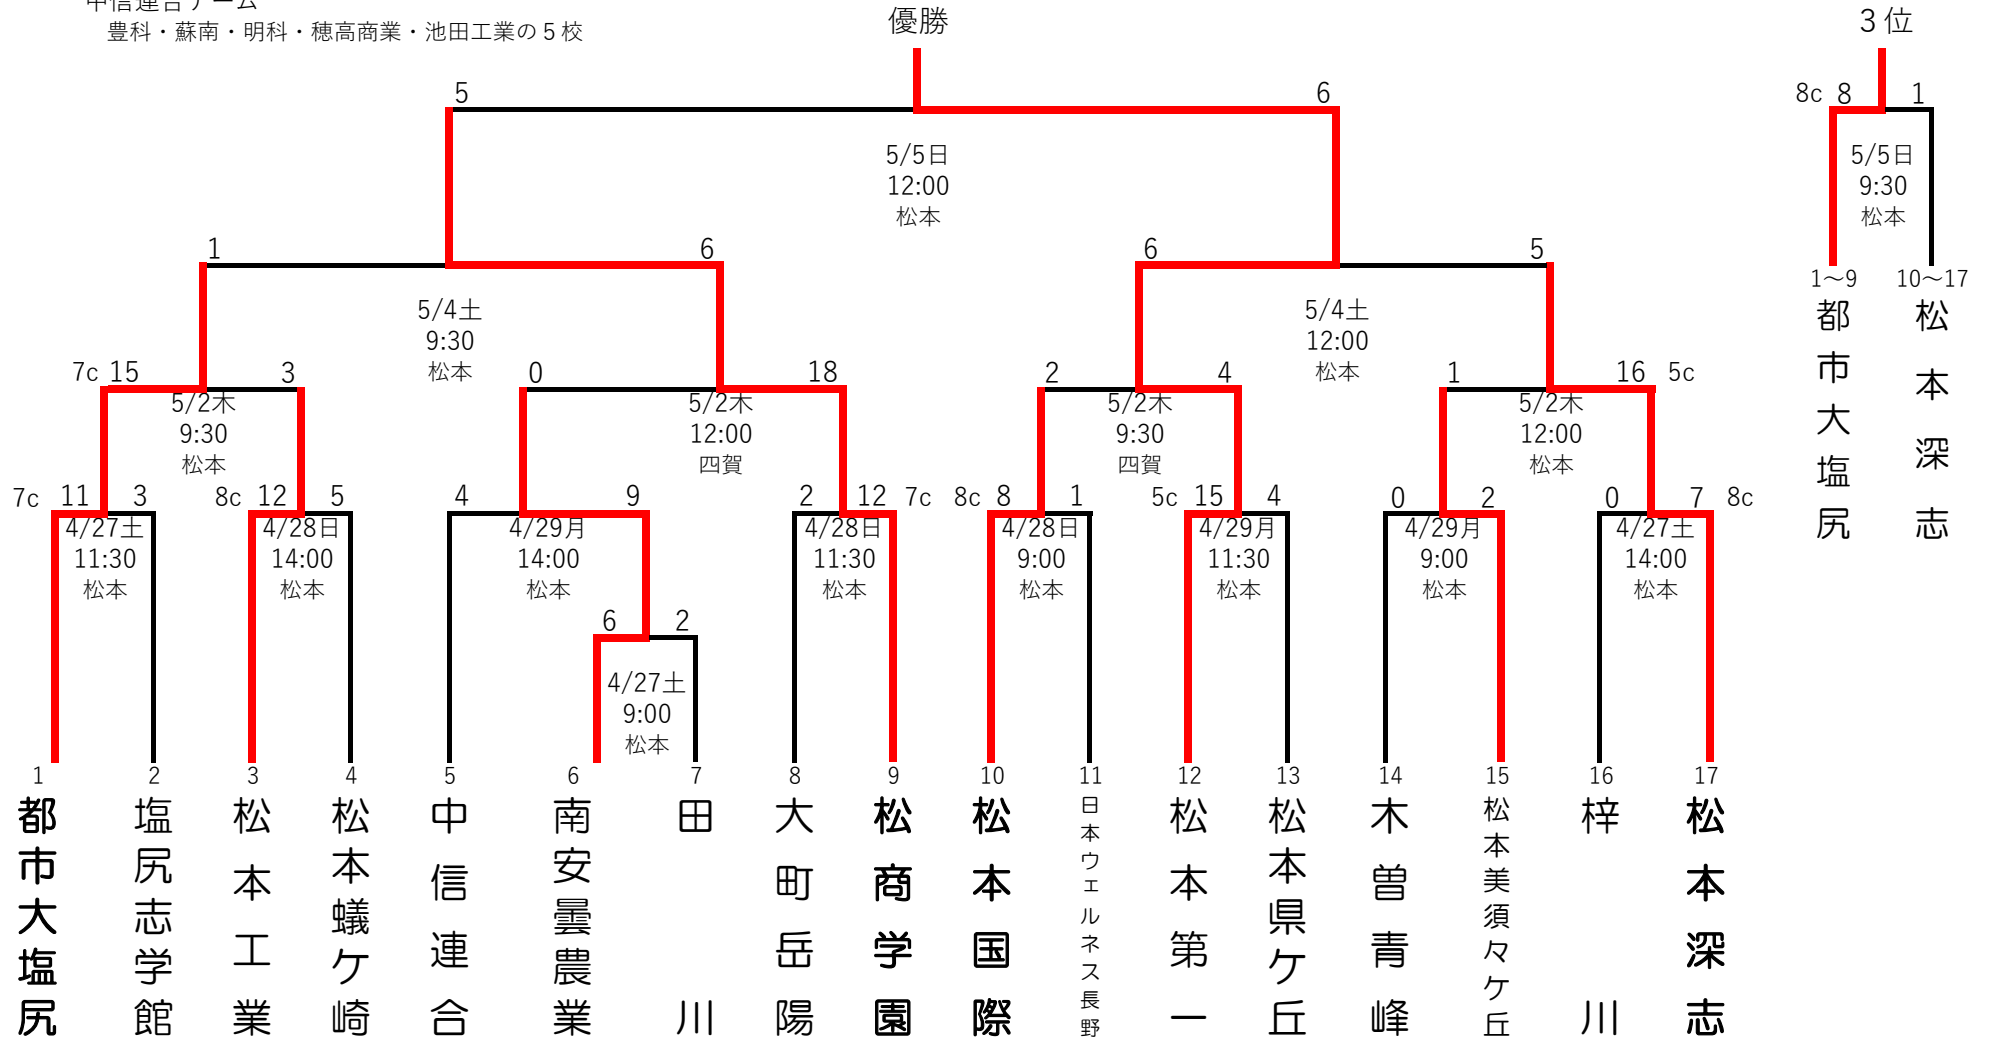 中信連合チーム
豊科・蘇南・明科・穂高商業・池田工業の５校
優勝
３位
5 6
8c 8 1
5/5日
12:00
松本
5/5日
9:30
松本
1 6
6 5
1～9
都市大塩尻
10～17
松本深志
5/4土
9:30
松本
5/4土
12:00
松本
7c 15 3
0 18
2 4
1 16 5c
5/2木
9:30
松本
5/2木
12:00
四賀
5/2木
9:30
四賀
5/2木
12:00
松本
7c 11 3
8c 12 5
4 9
2 12 7c
8c 8 1
5c 15 4
0 2
0 7 8c
4/27土
11:30
松本
4/28日
14:00
松本
4/29月
14:00
松本
4/28日
11:30
松本
4/28日
9:00
松本
4/29月
11:30
松本
4/29月
9:00
松本
4/27土
14:00
松本
6 2
4/27土
9:00
松本
1
都市大塩尻
2
塩尻志学館
3
松本工業
4
松本蟻ケ崎
5
中信連合
6
南安曇農業
7
田川
8
大町岳陽
9
松商学園
10
松本国際
11
日本ウェルネス長野
12
松本第一
13
松本県ケ丘
14
木曽青峰
15
松本美須々ケ丘
16
梓川
17
松本深志